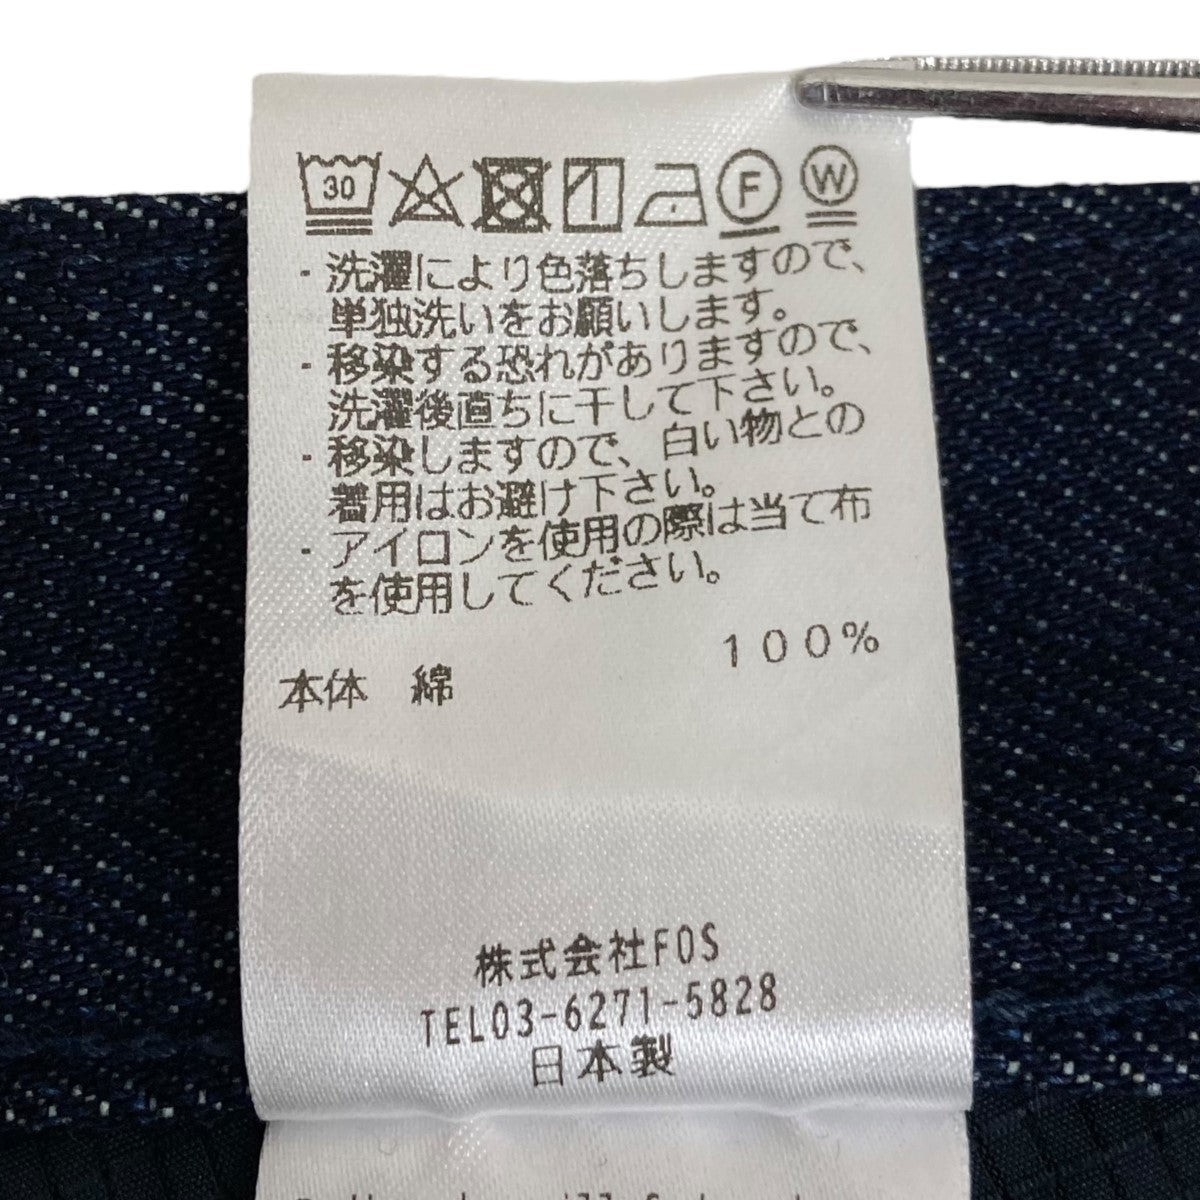 30 F W
・洗濯により色落ちしますので、
単独洗いをお願いします。
・移染する恐れがありますので、
洗濯後直ちに干して下さい。
・移染しますので、白い物との
着用はお避け下さい。
・アイロンを使用の際は当て布
を使用してください。
本体 綿 100%
株式会社FOS
TEL03-6271-5828
日本製